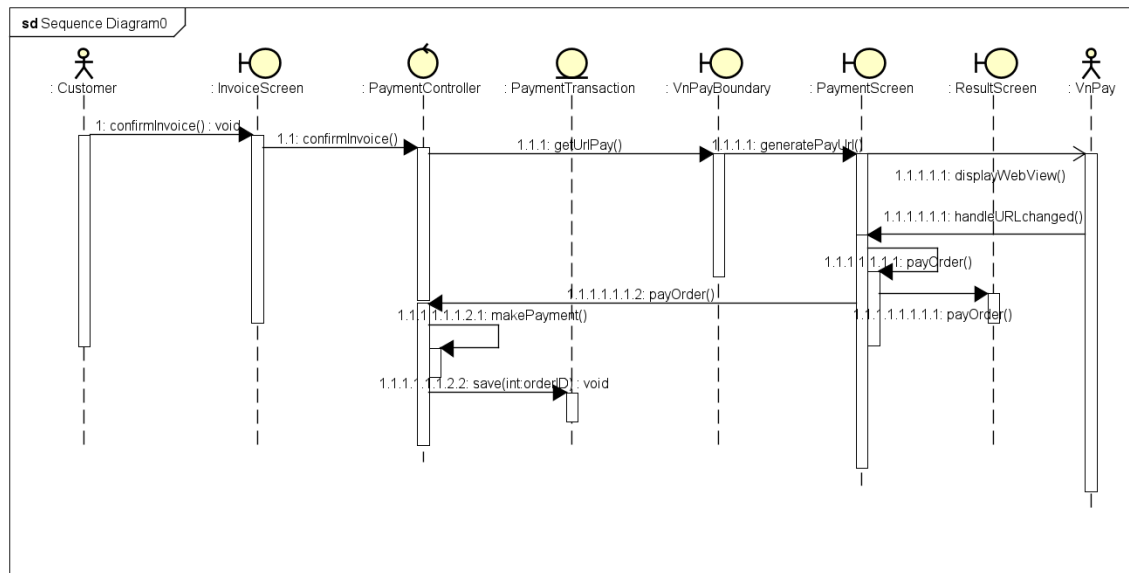 sd Sequence Diagram0
: Customer
: InvoiceScreen
: PaymentController
: PaymentTransaction
: VnPayBoundary
: PaymentScreen
: ResultScreen
: VnPay
1: confirmInvoice() : void
1.1: confirmInvoice()
1.1.1: getUrlPay()
1.1.1.1: generatePayUrl()
1.1.1.1.1: displayWebView()
1.1.1.1.1.1: handleURLchanged()
1.1.1.1.1.1.1: payOrder()
1.1.1.1.1.1.2: payOrder()
1.1.1.1.1.1.1.1: payOrder()
1.1.1.1.1.1.2.1: makePayment()
1.1.1.1.1.1.2.2: save(int:orderID) : void